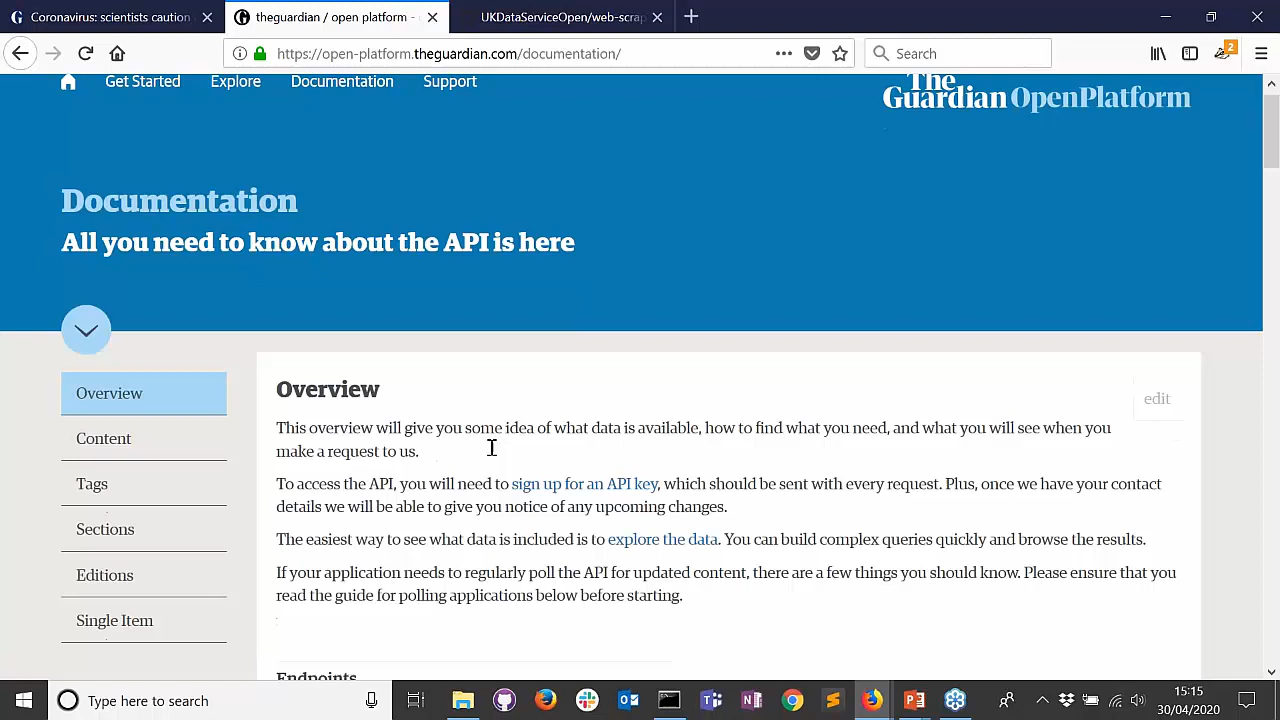 Coronavirus: scientists caution
theguardian / open platform -
UKDataServiceOpen/web-scrap
https://open-platform.theguardian.com/documentation/
Search
2
Get Started
Explore
Documentation
Support
The
Guardian OpenPlatform
Documentation
All you need to know about the API is here
Overview
Content
Tags
Sections
Editions
Single Item
Overview
edit
This overview will give you some idea of what data is available, how to find what you need, and what you will see when you
make a request to us.
To access the API, you will need to sign up for an API key, which should be sent with every request. Plus, once we have your contact
details we will be able to give you notice of any upcoming changes.
The easiest way to see what data is included is to explore the data. You can build complex queries quickly and browse the results.
If your application needs to regularly poll the API for updated content, there are a few things you should know. Please ensure that you
read the guide for polling applications below before starting.
Endpoints
Type here to search
15:15
30/04/2020